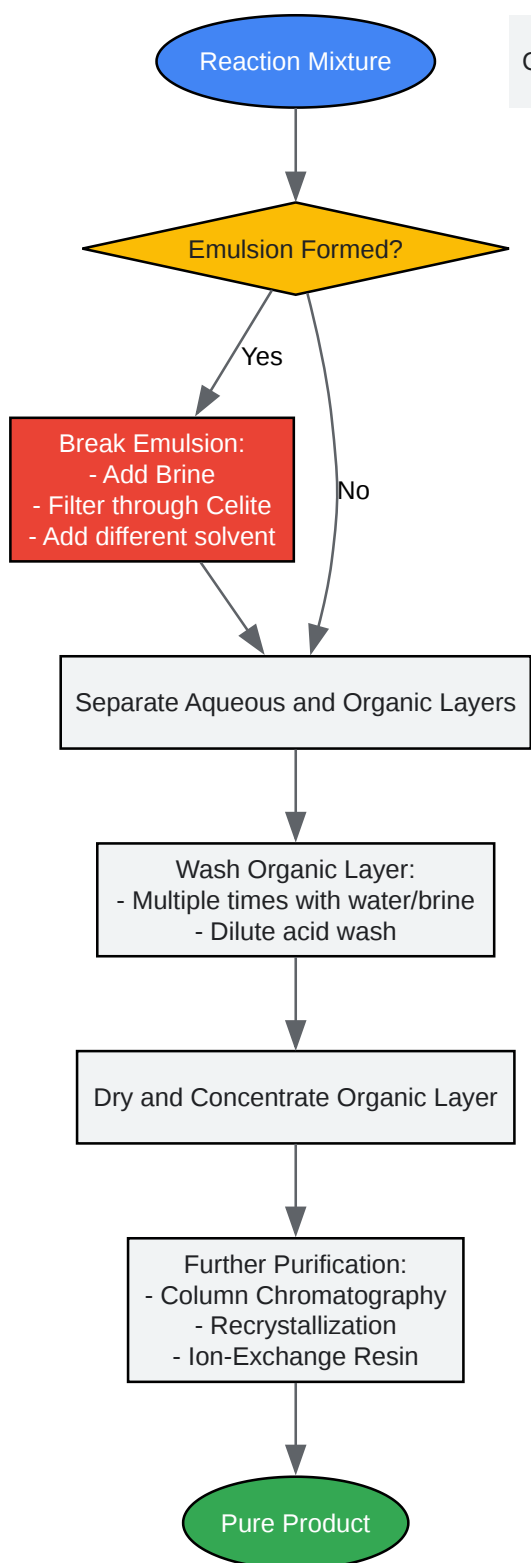 Reaction Mixture
Emulsion Formed?
Yes
Break Emulsion:
- Add Brine
- Filter through Celite
- Add different solvent
No
Separate Aqueous and Organic Layers
Wash Organic Layer:
- Multiple times with water/brine
- Dilute acid wash
Dry and Concentrate Organic Layer
Further Purification:
- Column Chromatography
- Recrystallization
- Ion-Exchange Resin
Pure Product